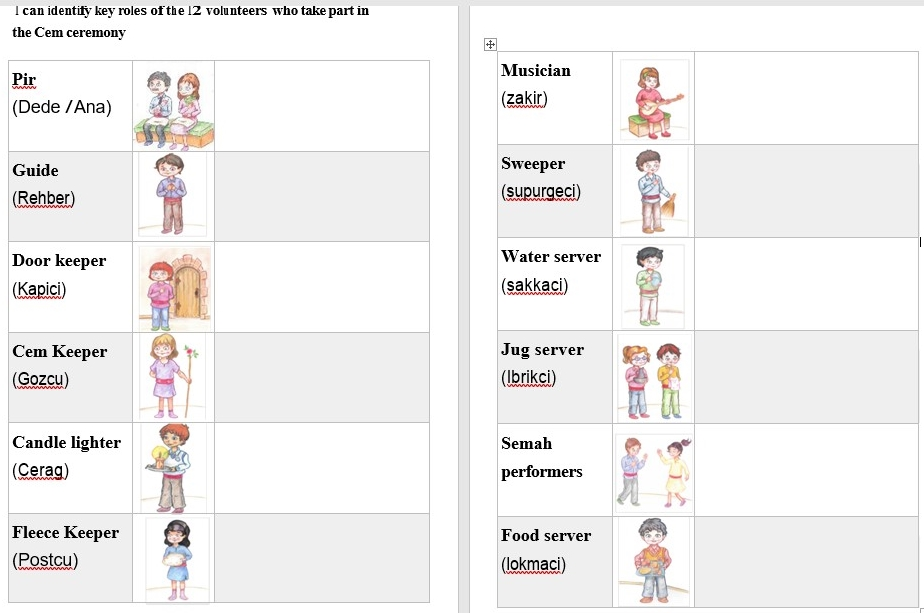 I can identify key roles of the 12 volunteers who take part in
the Cem ceremony
Pir
(Dede /Ana)
Guide
(Rehber)
Door keeper
(Kapici)
Cem Keeper
(Gozcu)
Candle lighter
(Cerag)
Fleece Keeper
(Postcu)
Musician
(zakir)
Sweeper
(supurgeci)
Water server
(sakkaci)
Jug server
(Ibrikci)
Semah
performers
Food server
(lokmaci)